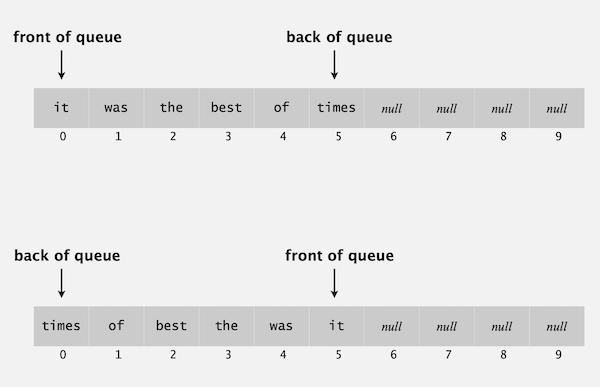 front of queue back of queue
it was the best of times null null null null
0 1 2 3 4 5 6 7 8 9
back of queue front of queue
times of best the was it null null null null
0 1 2 3 4 5 6 7 8 9